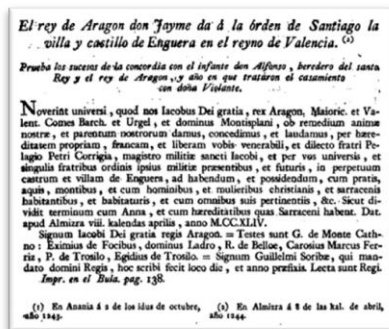 El rey de Aragon don Jayme da á la órden de Santiago la
villa y castillo de Enguera en el reyno de Valencia. (2)
Prueba los sucesos de la concordia con el infante don Alfonso, heredero del santo
Rey y el rey de Aragon, y año en que trataron el casamiento
con doña Violante.
Noverint universi, quod nos Iacobus Dei gratia, rex Aragon, Maioric. et Va-
lent. Comes Barch. et Urgel, et dominus Montisplani, ob remedium animæ
nostræ, et parentum nostrorum damus, concedimus, et laudamus, per hære-
ditatem propriam, francam, et liberam vobis venerabili, et dilecto fratri Pe-
lagio Petri Corrigia, magistro militiæ sancti Iacobi, et per vos universis, et
singulis fratribus ordinis ipsius militiæ præsentibus, et futuris, in perpetuum
castrum et villam de Enguera, ad habendum, et possidendum, cum pratis,
aquis, montibus, et cum hominibus, et mulieribus christianis, et sarracenis
habitantibus, et habitaturis, et cum omnibus suis pertinentiis, &c. Sicut di-
vidit terminum cum Anna, et cum hæreditatibus quas Sarraceni habent. Dat.
apud Almizra VIII. kalendas aprilis, anno M.CC.XLIV.
Signum Iacobi Dei gratia regis Aragon. = Testes sunt G. de Monte Cath-
no: Eximius de Focibus, dominus Ladro, R. de Belloc, Carosius Marcus Fer-
riz, P. de Trosilo, Egidius de Trosilo. = Signum Guillelmi Soribæ, qui man-
dato domini Regis, hoc scribi fecit loco die, et anno præfixis. Lecta sunt Regi.
Impr. en el Bula. pag. 138.
(1) En Anania á 2 de los idus de octubre,
año 1243.
(2) En Almizra á 8 de las kal. de abril,
año 1244.